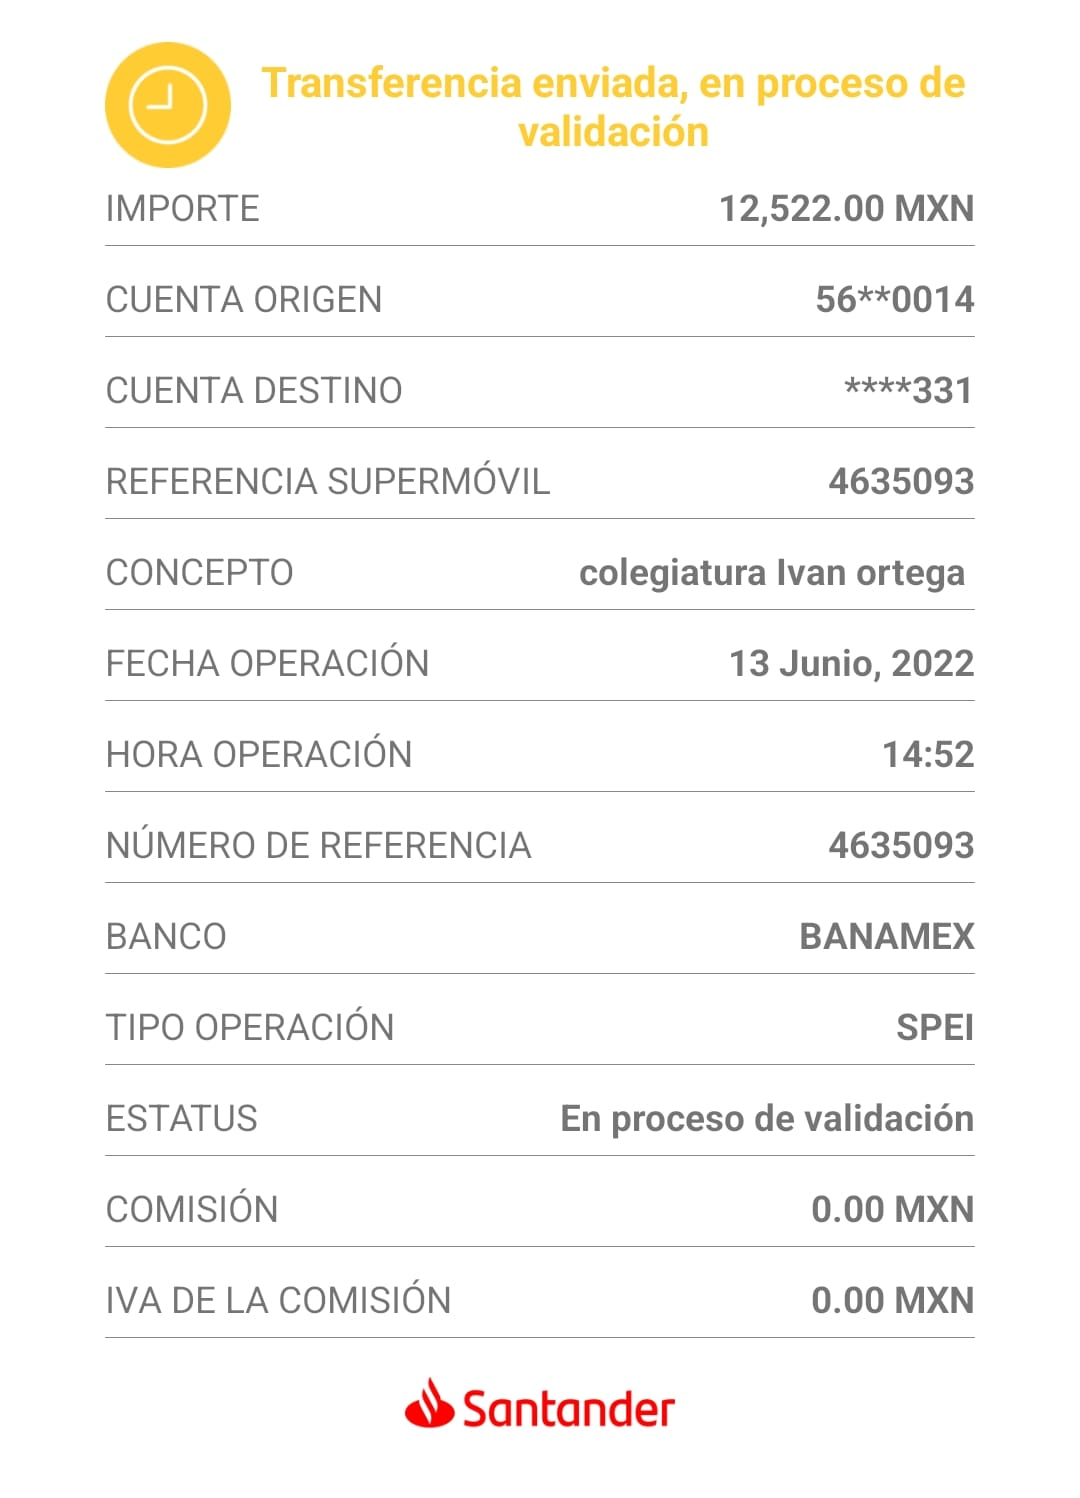 Transferencia enviada, en proceso de
validación
IMPORTE 12,522.00 MXN
CUENTA ORIGEN 56**0014
CUENTA DESTINO ****331
REFERENCIA SUPERMÓVIL 4635093
CONCEPTO colegiatura Ivan ortega
FECHA OPERACIÓN 13 Junio, 2022
HORA OPERACIÓN 14:52
NÚMERO DE REFERENCIA 4635093
BANCO BANAMEX
TIPO OPERACIÓN SPEI
ESTATUS En proceso de validación
COMISIÓN 0.00 MXN
IVA DE LA COMISIÓN 0.00 MXN
Santander